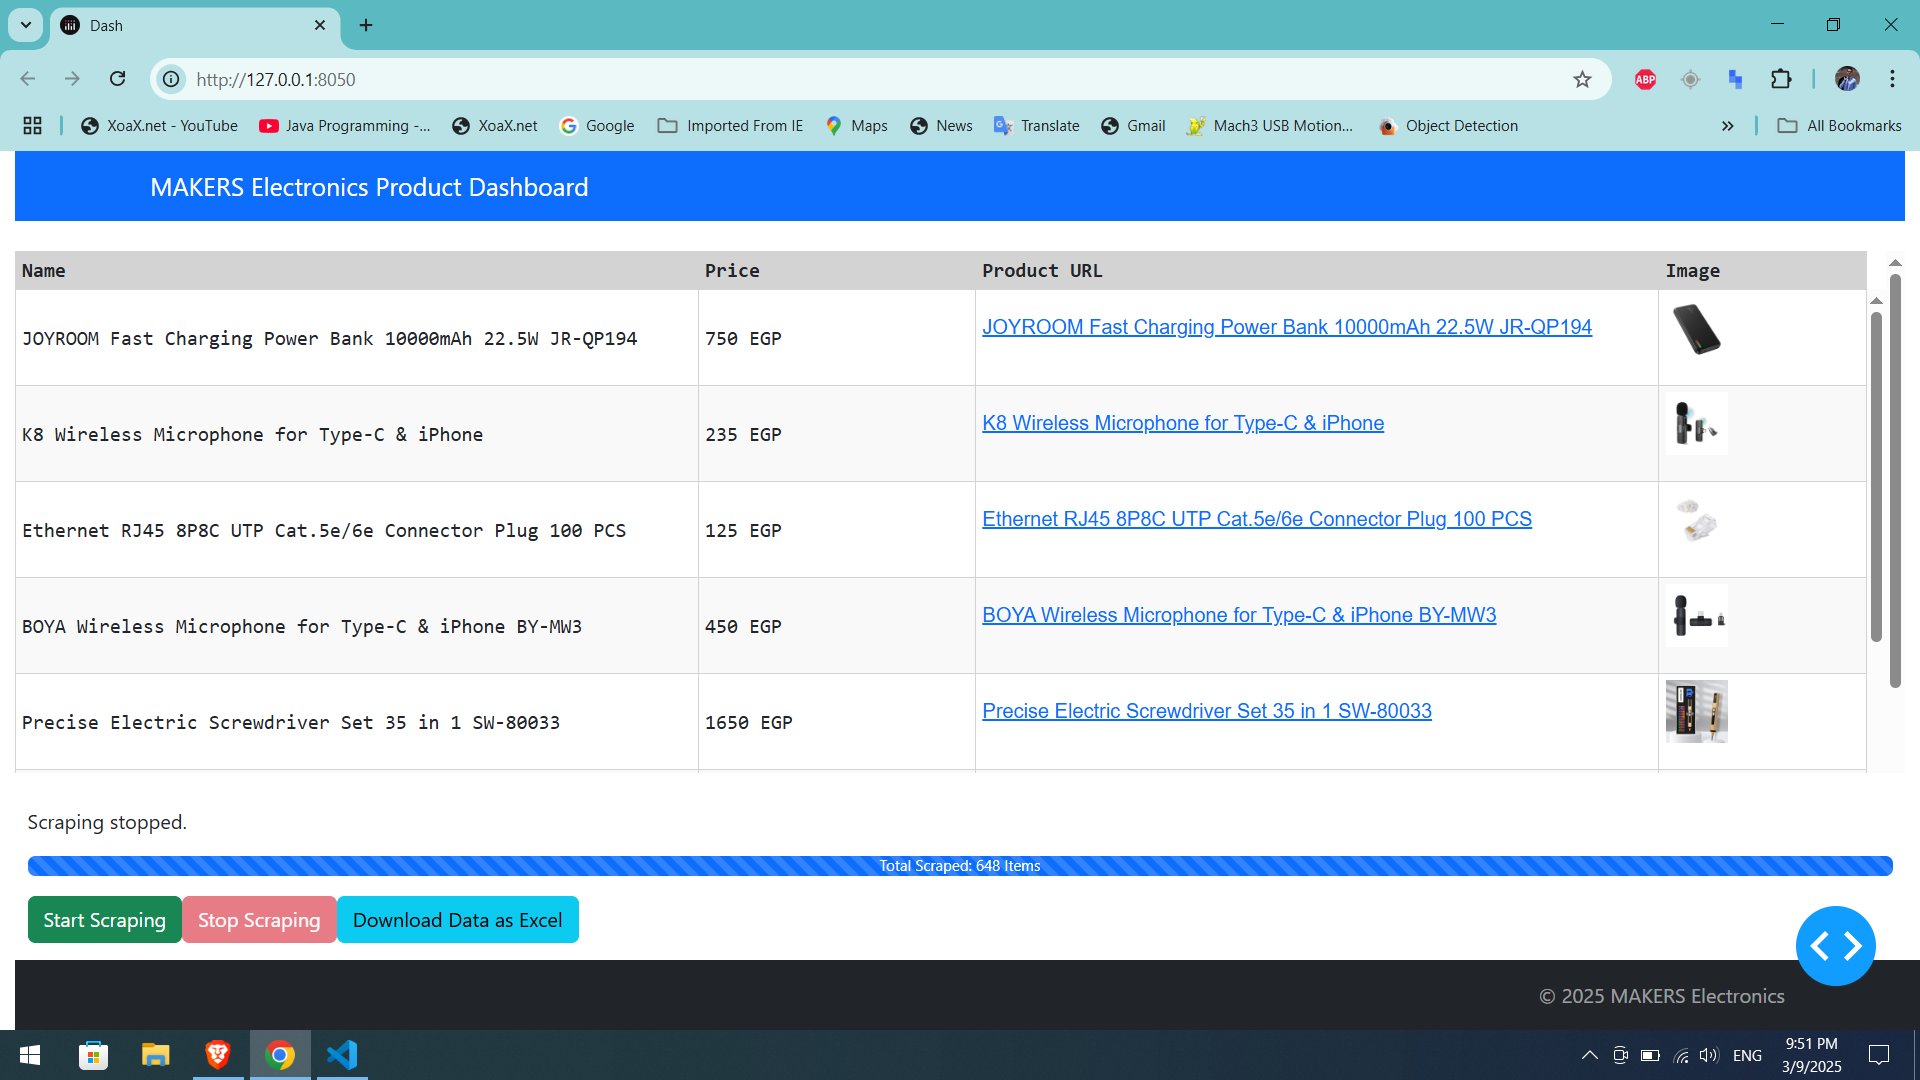 Dash
http://127.0.0.1:8050
ABP
XoaX.net - YouTube
Java Programming -...
XoaX.net
Google
Imported From IE
Maps
News
Translate
Gmail
Mach3 USB Motion...
Object Detection
All Bookmarks
MAKERS Electronics Product Dashboard
Name Price Product URL Image
JOYROOM Fast Charging Power Bank 10000mAh 22.5W JR-QP194 750 EGP JOYROOM Fast Charging Power Bank 10000mAh 22.5W JR-QP194
K8 Wireless Microphone for Type-C & iPhone 235 EGP K8 Wireless Microphone for Type-C & iPhone
Ethernet RJ45 8P8C UTP Cat.5e/6e Connector Plug 100 PCS 125 EGP Ethernet RJ45 8P8C UTP Cat.5e/6e Connector Plug 100 PCS
BOYA Wireless Microphone for Type-C & iPhone BY-MW3 450 EGP BOYA Wireless Microphone for Type-C & iPhone BY-MW3
Precise Electric Screwdriver Set 35 in 1 SW-80033 1650 EGP Precise Electric Screwdriver Set 35 in 1 SW-80033
Scraping stopped.
Total Scraped: 648 Items
Start Scraping
Stop Scraping
Download Data as Excel
© 2025 MAKERS Electronics
ENG
9:51 PM
3/9/2025